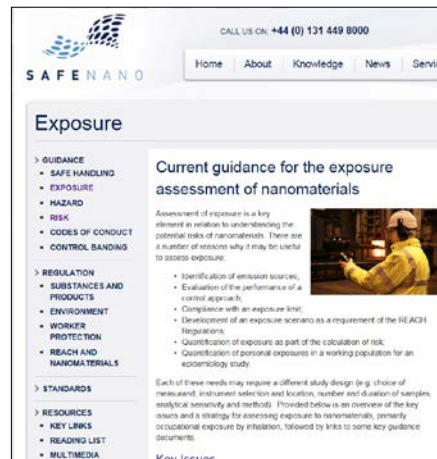 CALL US ON: +44 (0) 131 449 8000
SAFENANO
Home About Knowledge News
Exposure
> GUIDANCE
▪ SAFE HANDLING
▪ EXPOSURE
▪ HAZARD
▪ RISK
▪ CODES OF CONDUCT
▪ CONTROL BANDING
> REGULATION
▪ SUBSTANCES AND
PRODUCTS
▪ ENVIRONMENT
▪ WORKER
PROTECTION
▪ REACH AND
NANOMATERIALS
> STANDARDS
> RESOURCES
▪ KEY LINKS
▪ READING LIST
▪ MULTIMEDIA
Current guidance for the exposure
assessment of nanomaterials
Assessment of exposure is a key
element in relation to understanding the
potential risks of nanomaterials. There are
a number of reasons why it may be useful
to assess exposure:
• Identification of emission sources;
• Evaluation of the performance of a
control approach;
• Compliance with an exposure limit;
• Development of an exposure scenario as a requirement of the REACH
Regulations;
• Quantification of exposure as part of the calculation of risk;
• Quantification of personal exposures in a working population for an
epidemiology study.
Each of these needs may require a different study design (e.g. choice of
measurand, instrument selection and location, number and duration of samples,
analytical sensitivity and method). Provided below is an overview of the key
issues and a strategy for assessing exposure to nanomaterials, primarily
occupational exposure by inhalation, followed by links to some key guidance
documents.
Key Issues